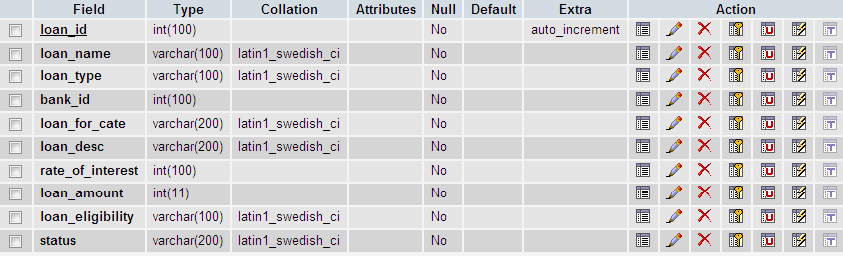 Field Type Collation Attributes Null Default Extra Action
loan_id int(100) No auto_increment
loan_name varchar(100) latin1_swedish_ci No
loan_type varchar(100) latin1_swedish_ci No
bank_id int(100) No
loan_for_cate varchar(200) latin1_swedish_ci No
loan_desc varchar(200) latin1_swedish_ci No
rate_of_interest int(100) No
loan_amount int(11) No
loan_eligibility varchar(100) latin1_swedish_ci No
status varchar(200) latin1_swedish_ci No